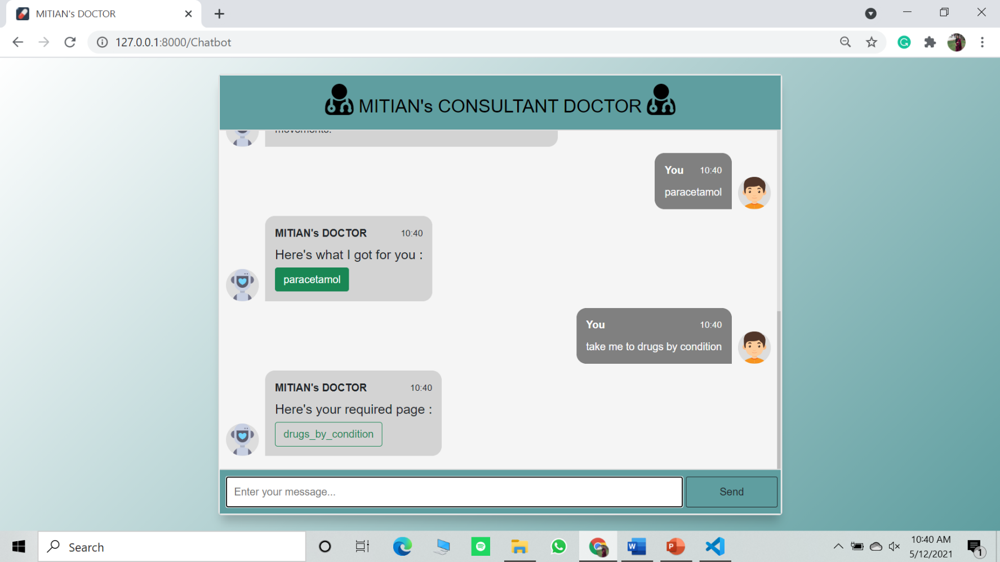 MITIAN's DOCTOR
127.0.0.1:8000/Chatbot
MITIAN's CONSULTANT DOCTOR
movements.
You 10:40
paracetamol
MITIAN's DOCTOR 10:40
Here's what I got for you :
paracetamol
You 10:40
take me to drugs by condition
MITIAN's DOCTOR 10:40
Here's your required page :
drugs_by_condition
Enter your message...
Send
Search
10:40 AM
5/12/2021
1